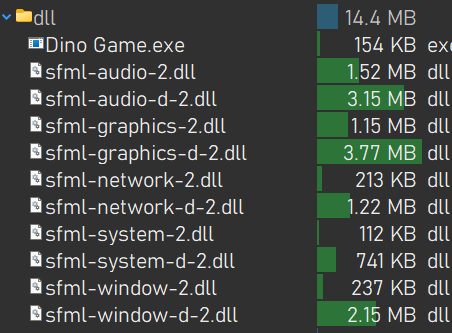 dll 14.4 MB
Dino Game.exe 154 KB exe
sfml-audio-2.dll 1.52 MB dll
sfml-audio-d-2.dll 3.15 MB dll
sfml-graphics-2.dll 1.15 MB dll
sfml-graphics-d-2.dll 3.77 MB dll
sfml-network-2.dll 213 KB dll
sfml-network-d-2.dll 1.22 MB dll
sfml-system-2.dll 112 KB dll
sfml-system-d-2.dll 741 KB dll
sfml-window-2.dll 237 KB dll
sfml-window-d-2.dll 2.15 MB dll